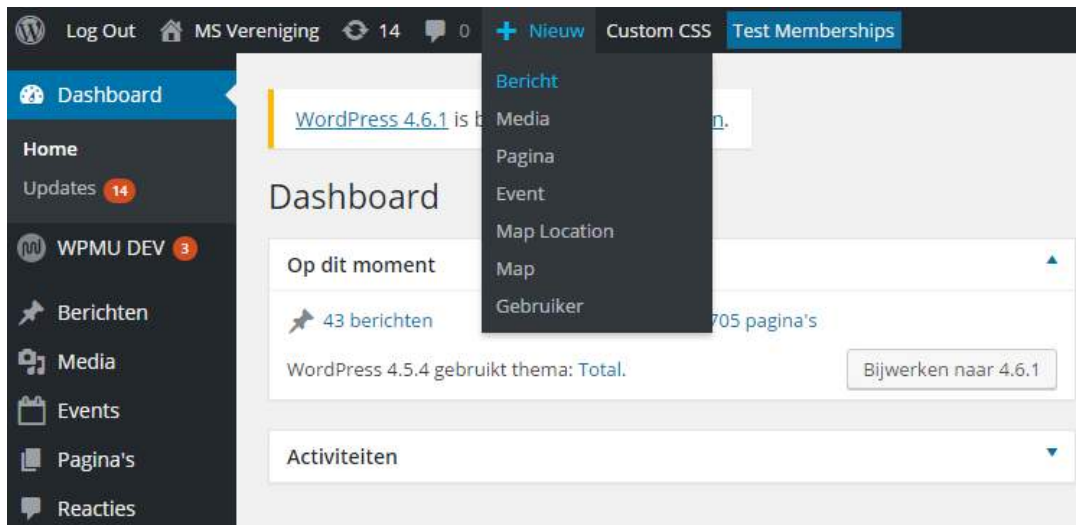 Log Out MS Vereniging 14 0 + Nieuw Custom CSS Test Memberships
Dashboard
Home
Updates 14
WPMU DEV 3
Berichten
Media
Events
Pagina's
Reacties
Bericht
Media
Pagina
Event
Map Location
Map
Gebruiker
WordPress 4.6.1 is n.
Dashboard
Op dit moment
43 berichten 705 pagina's
WordPress 4.5.4 gebruikt thema: Total. Bijwerken naar 4.6.1
Activiteiten